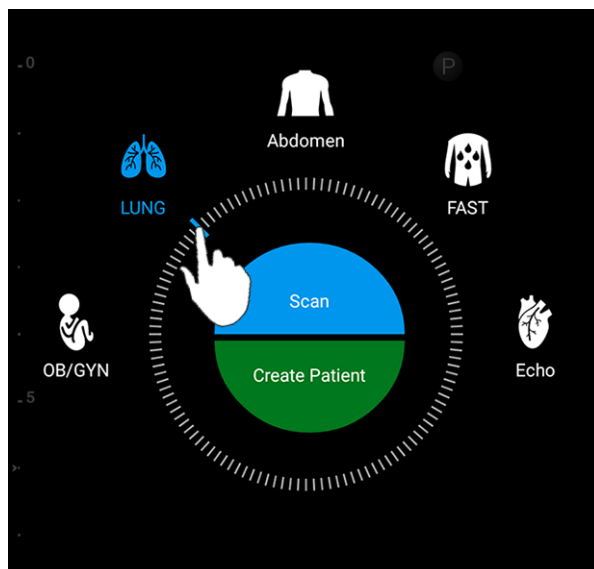 0
P
Abdomen
LUNG
FAST
Scan
OB/GYN
Echo
Create Patient
5